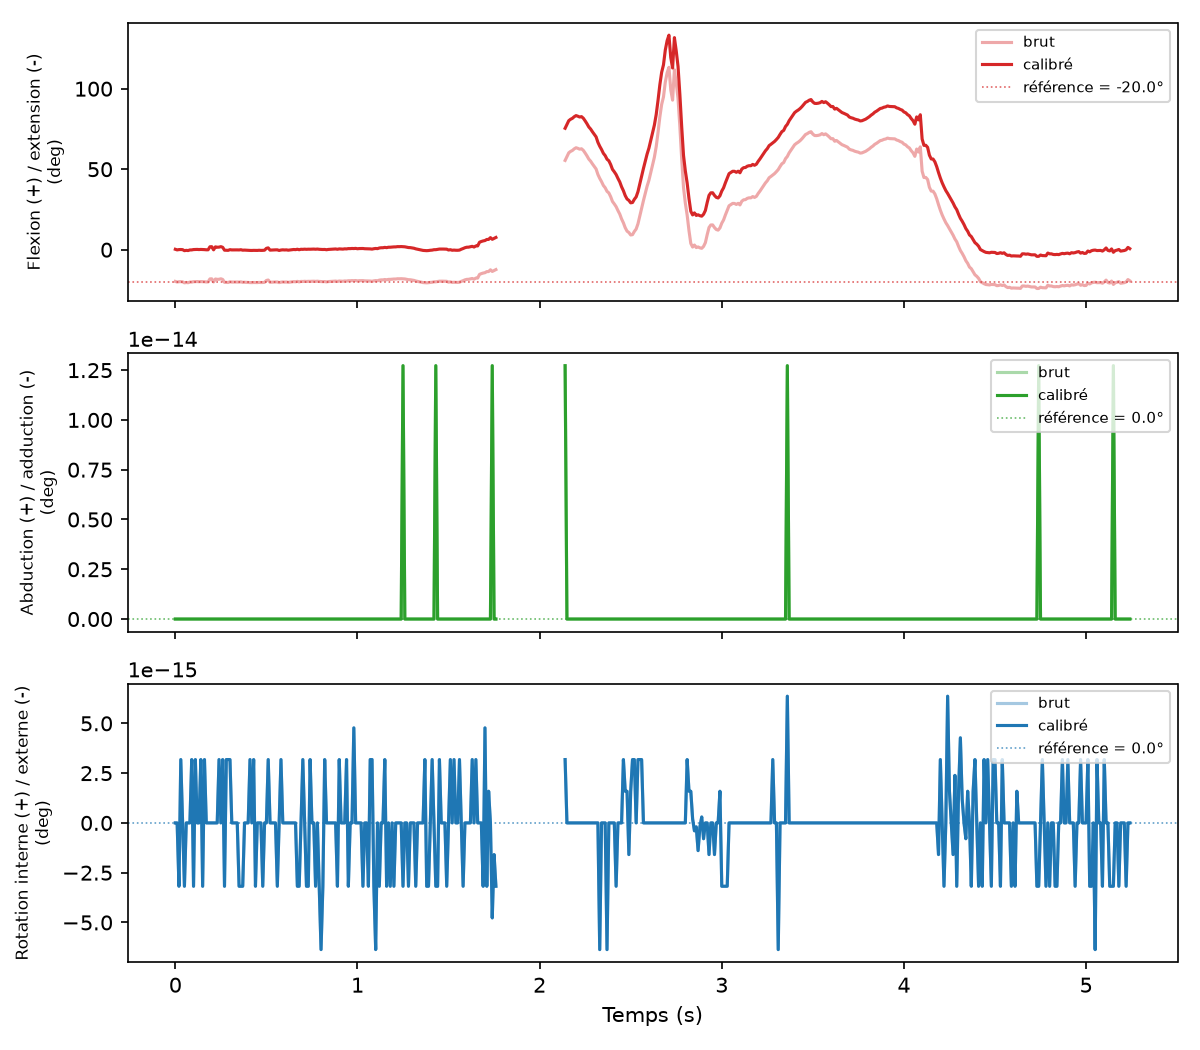 Flexion (+) / extension (-)
(deg)
100
50
0
brut
calibré
référence = -20.0°
1e−14
Abduction (+) / adduction (-)
(deg)
1.25
1.00
0.75
0.50
0.25
0.00
brut
calibré
référence = 0.0°
1e−15
Rotation interne (+) / externe (-)
(deg)
5.0
2.5
0.0
−2.5
−5.0
brut
calibré
référence = 0.0°
0 1 2 3 4 5
Temps (s)